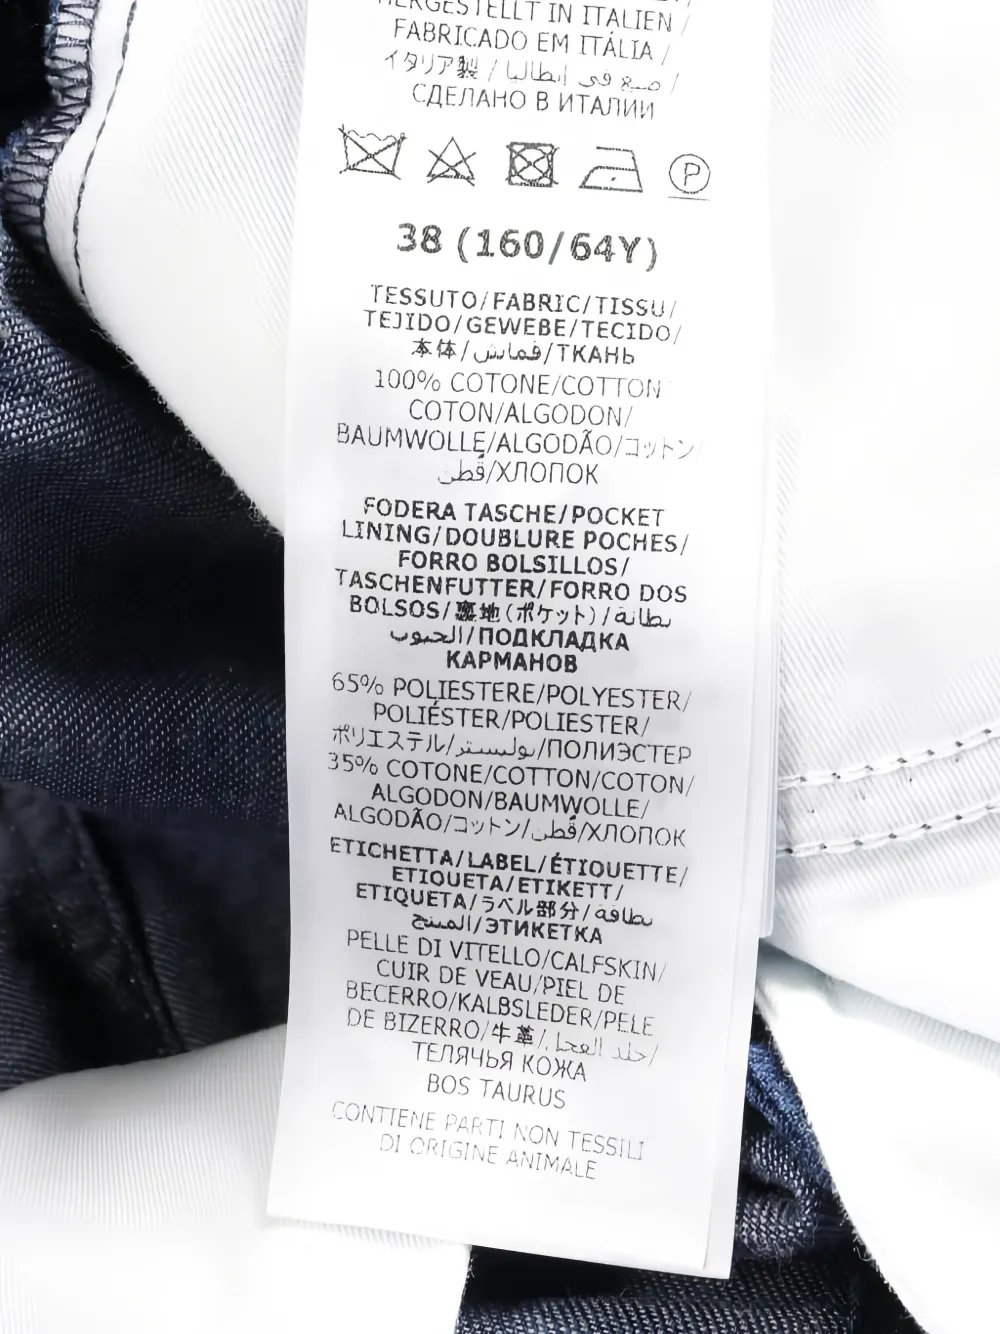 HERGESTELLT IN ITALIEN /
FABRICADO EM ITÁLIA /
イタリア製 / صنع في إيطاليا /
СДЕЛАНО В ИТАЛИИ
P
38 (160/64Y)
TESSUTO/FABRIC/TISSU/
TEJIDO/GEWEBE/TECIDO/
本体/قماش/ТКАНЬ
100% COTONE/COTTON
COTON/ALGODON/
BAUMWOLLE/ALGODÃO/コットン/
قطن/ХЛОПОК
FODERA TASCHE/POCKET
LINING/DOUBLURE POCHES/
FORRO BOLSILLOS/
TASCHENFUTTER/FORRO DOS
BOLSOS/裏地(ポケット)/بطانة
الجيوب/ПОДКЛАДКА
КАРМАНОВ
65% POLIESTERE/POLYESTER/
POLIÉSTER/POLIESTER/
ポリエステル/بوليستر/ПОЛИЭСТЕР
35% COTONE/COTTON/COTON/
ALGODON/BAUMWOLLE/
ALGODÃO/コットン/قطن/ХЛОПОК
ETICHETTA/LABEL/ÉTIQUETTE/
ETIQUETA/ETIKETT/
ETIQUETA/ラベル部分/بطاقة
المنتج/ЭТИКЕТКА
PELLE DI VITELLO/CALFSKIN/
CUIR DE VEAU/PIEL DE
BECERRO/KALBSLEDER/PELE
DE BIZERRO/牛革/جلد العجل/
ТЕЛЯЧЬЯ КОЖА
BOS TAURUS
CONTIENE PARTI NON TESSILI
DI ORIGINE ANIMALE